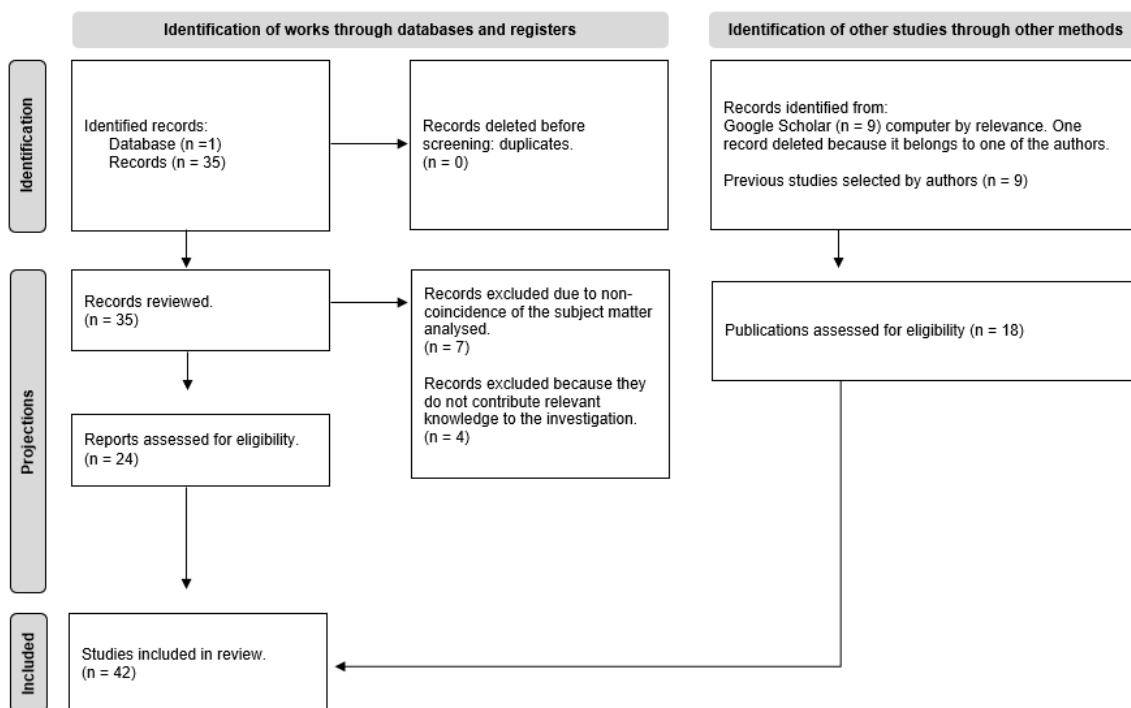 Identification of works through databases and registers
Identification of other studies through other methods
Identification
Identified records:
Database (n =1)
Records (n = 35)
Records deleted before
screening: duplicates.
(n = 0)
Records identified from:
Google Scholar (n = 9) computer by relevance. One
record deleted because it belongs to one of the authors.
Previous studies selected by authors (n = 9)
Projections
Records reviewed.
(n = 35)
Records excluded due to non-
coincidence of the subject matter
analysed.
(n = 7)
Records excluded because they
do not contribute relevant
knowledge to the investigation.
(n = 4)
Publications assessed for eligibility (n = 18)
Reports assessed for eligibility.
(n = 24)
Included
Studies included in review.
(n = 42)